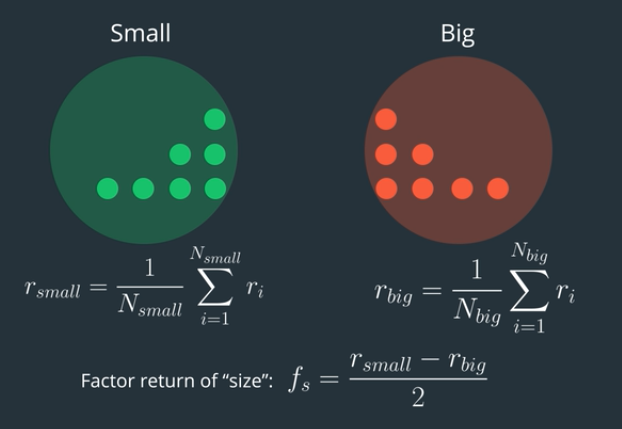 Small Big
r_{small} = \frac{1}{N_{small}} \sum_{i=1}^{N_{small}} r_i r_{big} = \frac{1}{N_{big}} \sum_{i=1}^{N_{big}} r_i
Factor return of “size”: f_s = \frac{r_{small} - r_{big}}{2}